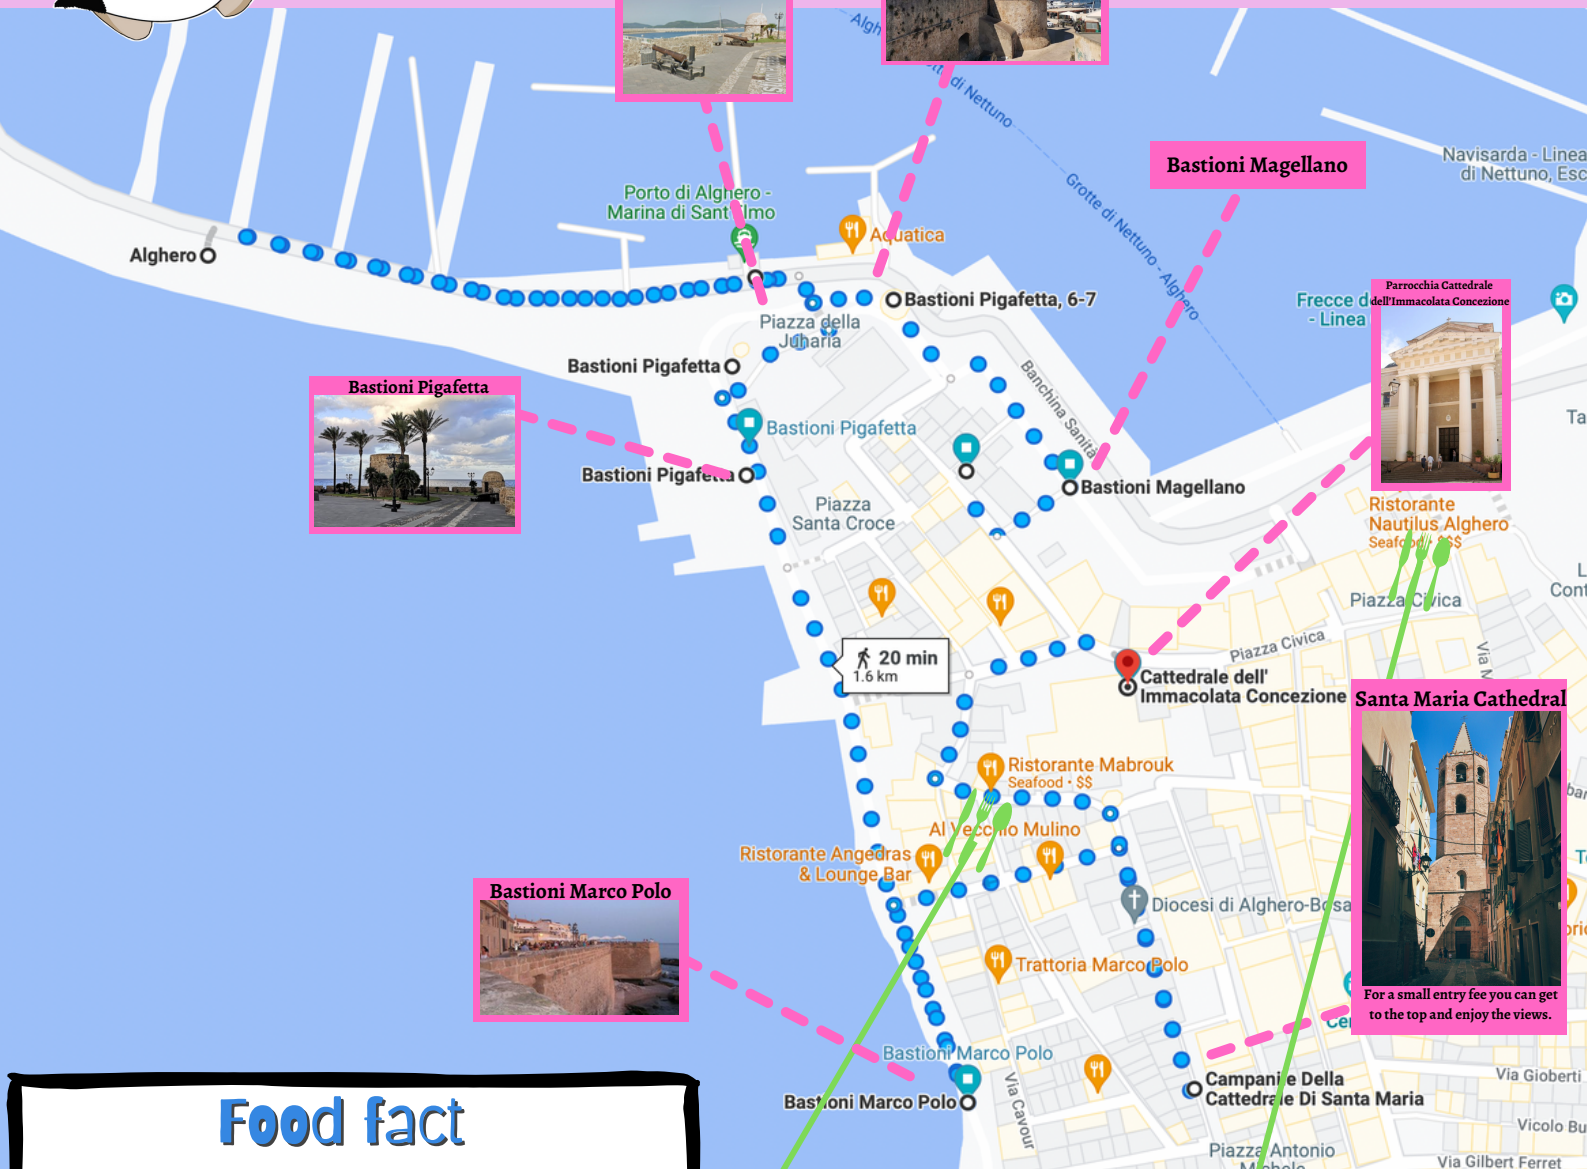 Alghero
di Nettuno
Grotte di Nettuno - Alghero
Navisarda - Linea
di Nettuno, Esc
Bastioni Magellano
Porto di Alghero -
Marina di Sant'Elmo
Aquatica
Alghero
Bastioni Pigafetta, 6-7
Piazza della
Juharia
Frecce d
- Linea
Parrocchia Cattedrale
dell'Immacolata Concezione
Bastioni Pigafetta
Bastioni Pigafetta
Bastioni Pigafetta
Bastioni Pigafetta
Banchina Sanità
Bastioni Magellano
Piazza
Santa Croce
Ristorante
Nautilus Alghero
Seafood · $$$
Piazza Civica
Piazza Civica
20 min
1.6 km
Cattedrale dell'
Immacolata Concezione
Santa Maria Cathedral
Ristorante Mabrouk
Seafood · $$
Al Vecchio Mulino
Ristorante Angedras
& Lounge Bar
Diocesi di Alghero-Bosa
Bastioni Marco Polo
Trattoria Marco Polo
For a small entry fee you can get
to the top and enjoy the views.
Bastioni Marco Polo
Bastioni Marco Polo
Via Cavour
Campanile Della
Cattedrale Di Santa Maria
Via Gioberti
Vicolo Bu
Piazza Antonio
Via Gilbert Ferret
Food fact